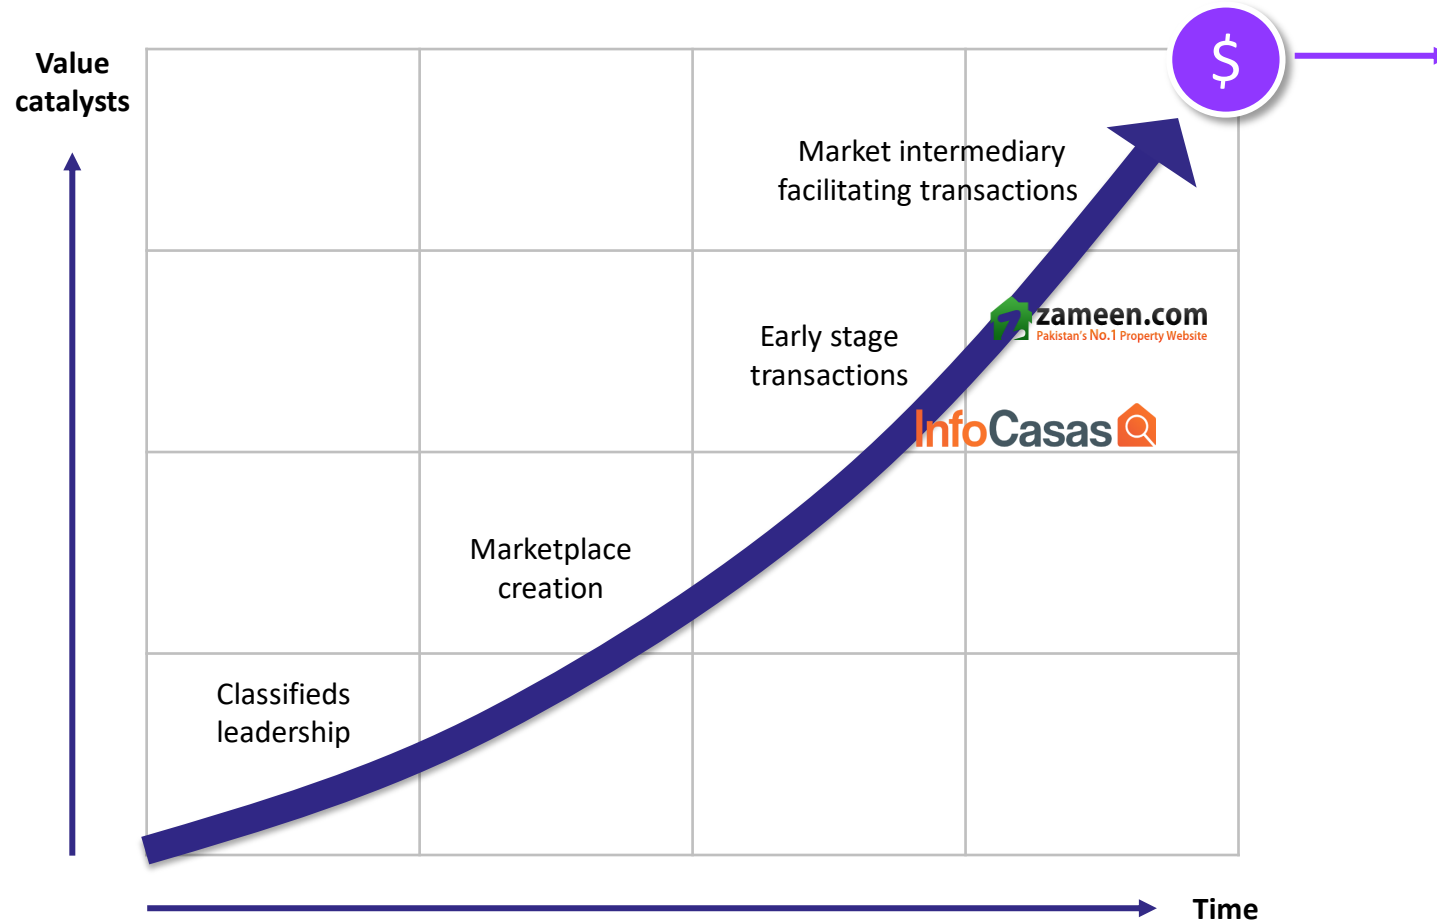 Value
catalysts
$
Market intermediary
facilitating transactions
zameen.com
Pakistan's No.1 Property Website
Early stage
transactions
InfoCasas
Marketplace
creation
Classifieds
leadership
Time